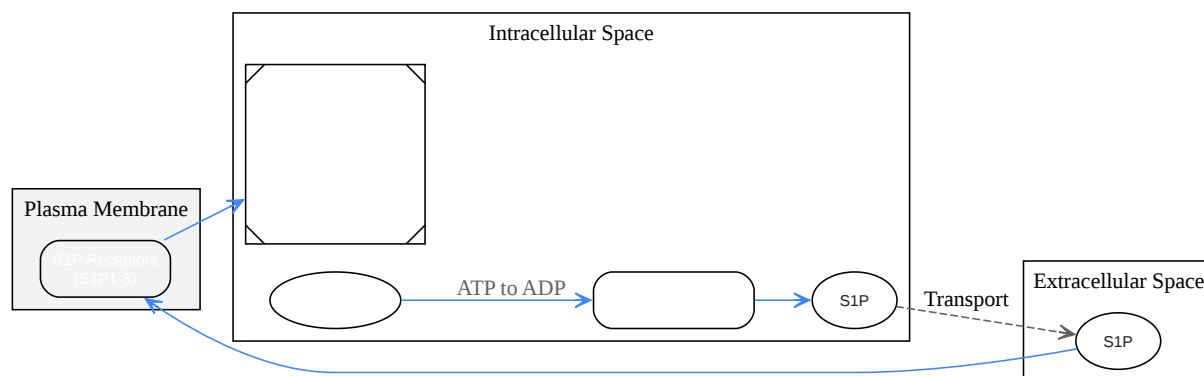 Intracellular Space
Plasma Membrane
S1P Receptors
(S1P1-5)
ATP to ADP
S1P
Transport
Extracellular Space
S1P